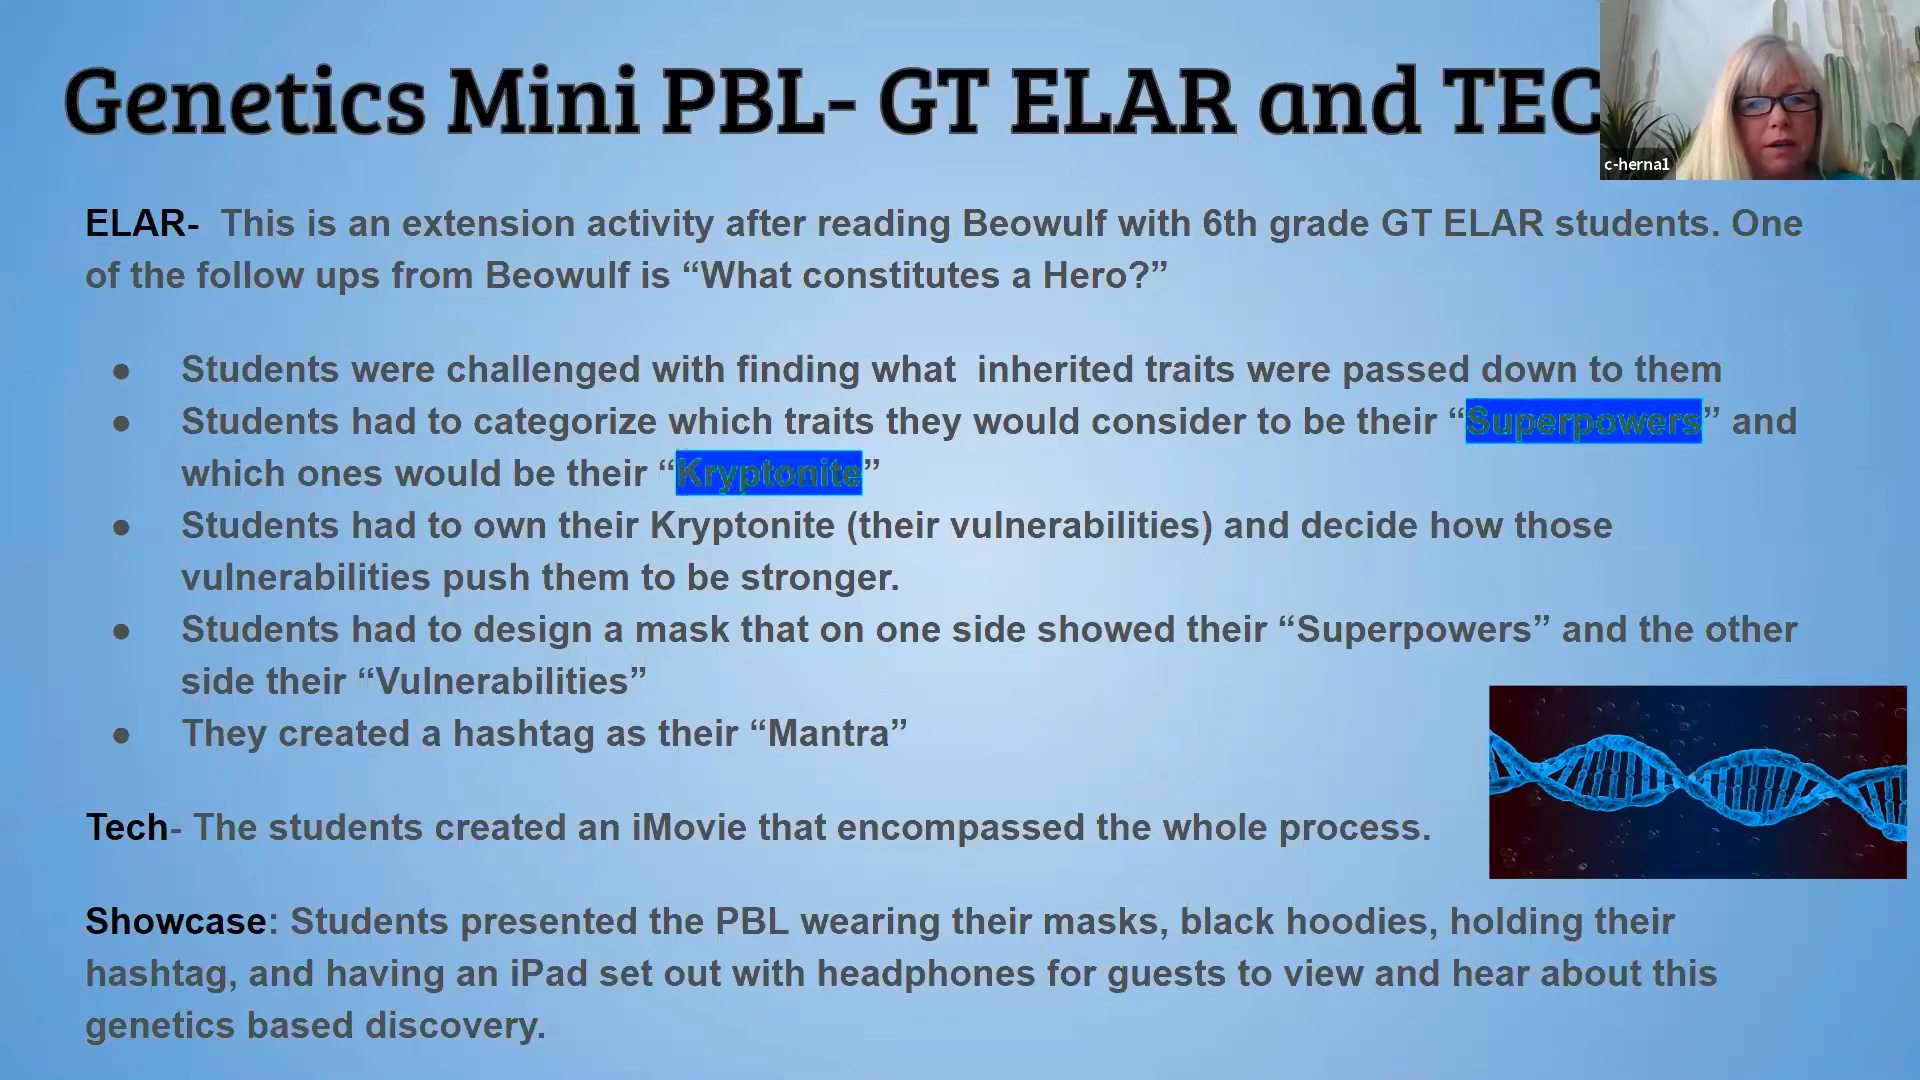 Genetics Mini PBL- GT ELAR and TEC
c-herna1
ELAR- This is an extension activity after reading Beowulf with 6th grade GT ELAR students. One
of the follow ups from Beowulf is “What constitutes a Hero?”
● Students were challenged with finding what inherited traits were passed down to them
● Students had to categorize which traits they would consider to be their “Superpowers” and
which ones would be their “Kryptonite”
● Students had to own their Kryptonite (their vulnerabilities) and decide how those
vulnerabilities push them to be stronger.
● Students had to design a mask that on one side showed their “Superpowers” and the other
side their “Vulnerabilities”
● They created a hashtag as their “Mantra”
Tech- The students created an iMovie that encompassed the whole process.
Showcase: Students presented the PBL wearing their masks, black hoodies, holding their
hashtag, and having an iPad set out with headphones for guests to view and hear about this
genetics based discovery.